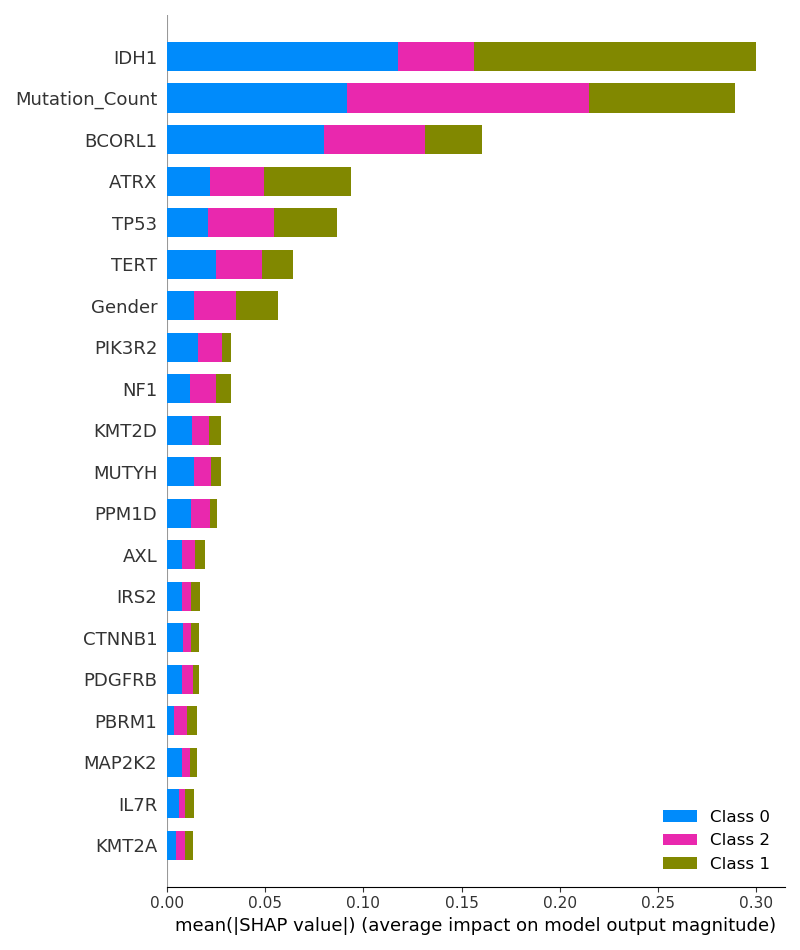 IDH1
Mutation_Count
BCORL1
ATRX
TP53
TERT
Gender
PIK3R2
NF1
KMT2D
MUTYH
PPM1D
AXL
IRS2
CTNNB1
PDGFRB
PBRM1
MAP2K2
IL7R
KMT2A
Class 0
Class 2
Class 1
0.00 0.05 0.10 0.15 0.20 0.25 0.30
mean(|SHAP value|) (average impact on model output magnitude)